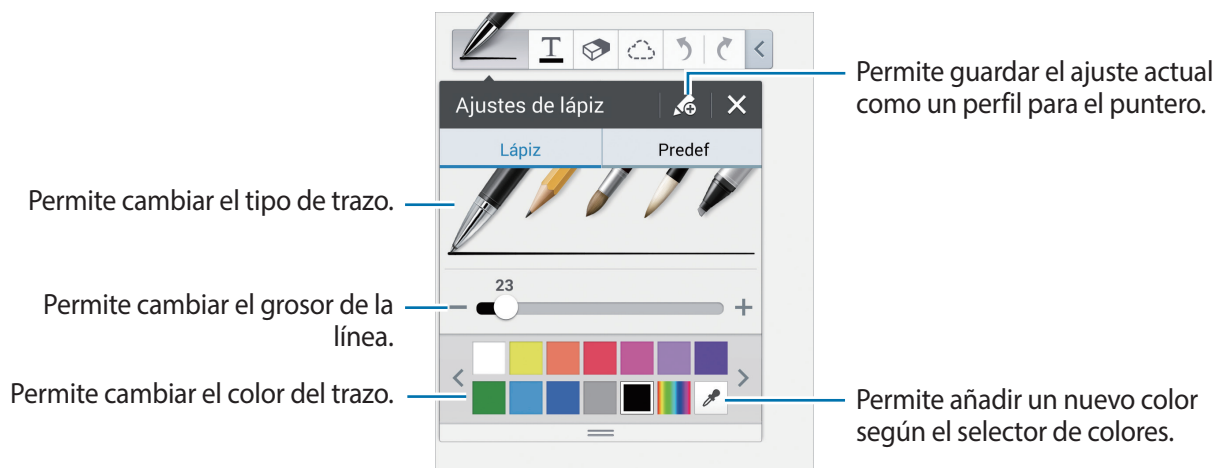 T
Permite guardar el ajuste actual
como un perfil para el puntero.
Ajustes de lápiz
Lápiz
Predef
Permite cambiar el tipo de trazo.
23
Permite cambiar el grosor de la
línea.
Permite cambiar el color del trazo.
Permite añadir un nuevo color
según el selector de colores.